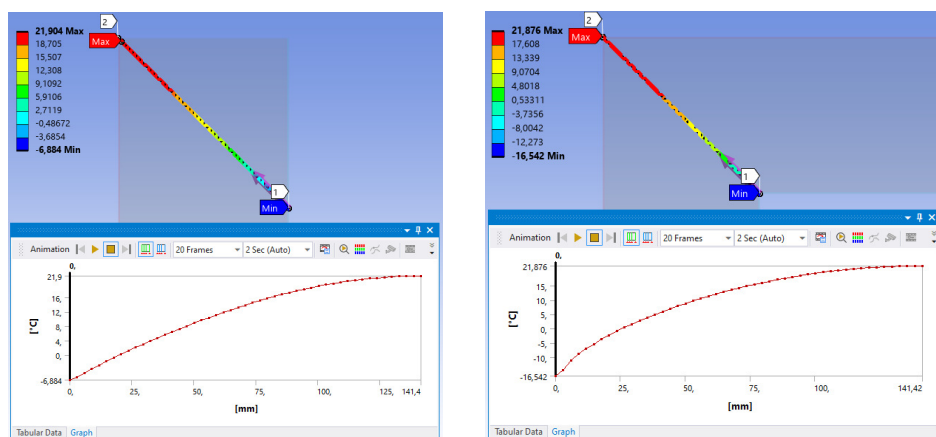 2
21,904 Max
18,705
15,507
12,308
9,1092
5,9106
2,7119
-0,48672
-3,6854
-6,884 Min
Max
1
Min
Animation 20 Frames 2 Sec (Auto)
0,
21,9
16,
12,
8,
4,
0,
-6,884
[°C]
0, 25, 50, 75, 100, 125, 141,4
[mm]
Tabular Data Graph
2
21,876 Max
17,608
13,339
9,0704
4,8018
0,53311
-3,7356
-8,0042
-12,273
-16,542 Min
Max
1
Min
Animation 20 Frames 2 Sec (Auto)
0,
21,876
15,
10,
5,
0,
-5,
-10,
-16,542
[°C]
0, 25, 50, 75, 100, 141,42
[mm]
Tabular Data Graph